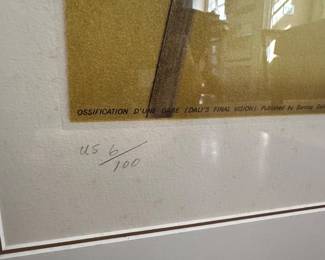 OSSIFICATION D'UNE GARE (DALI'S FINAL VISION) Published by
US 6/100